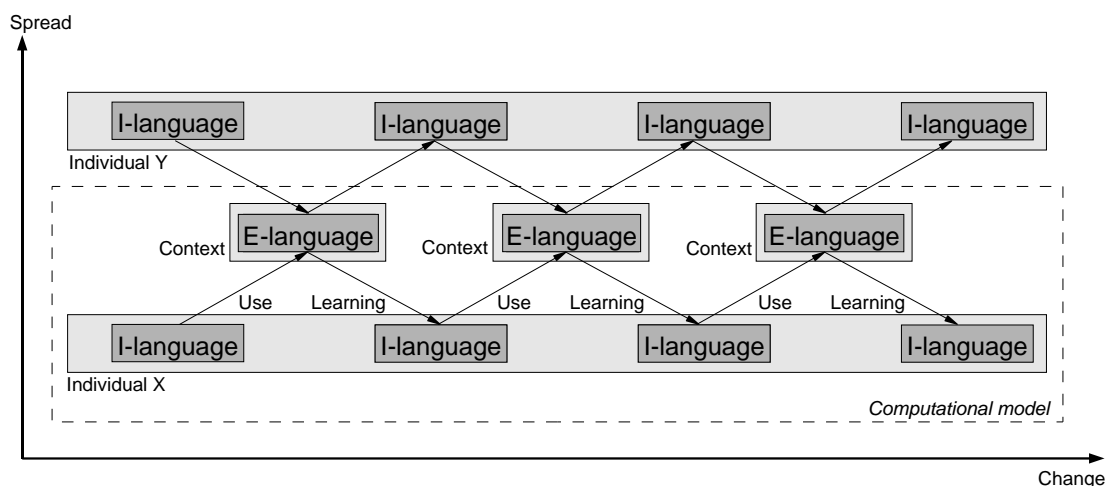 Spread
I-language I-language I-language I-language
Individual Y
Context E-language Context E-language Context E-language
Use Learning Use Learning Use Learning
I-language I-language I-language I-language
Individual X
Computational model
Change